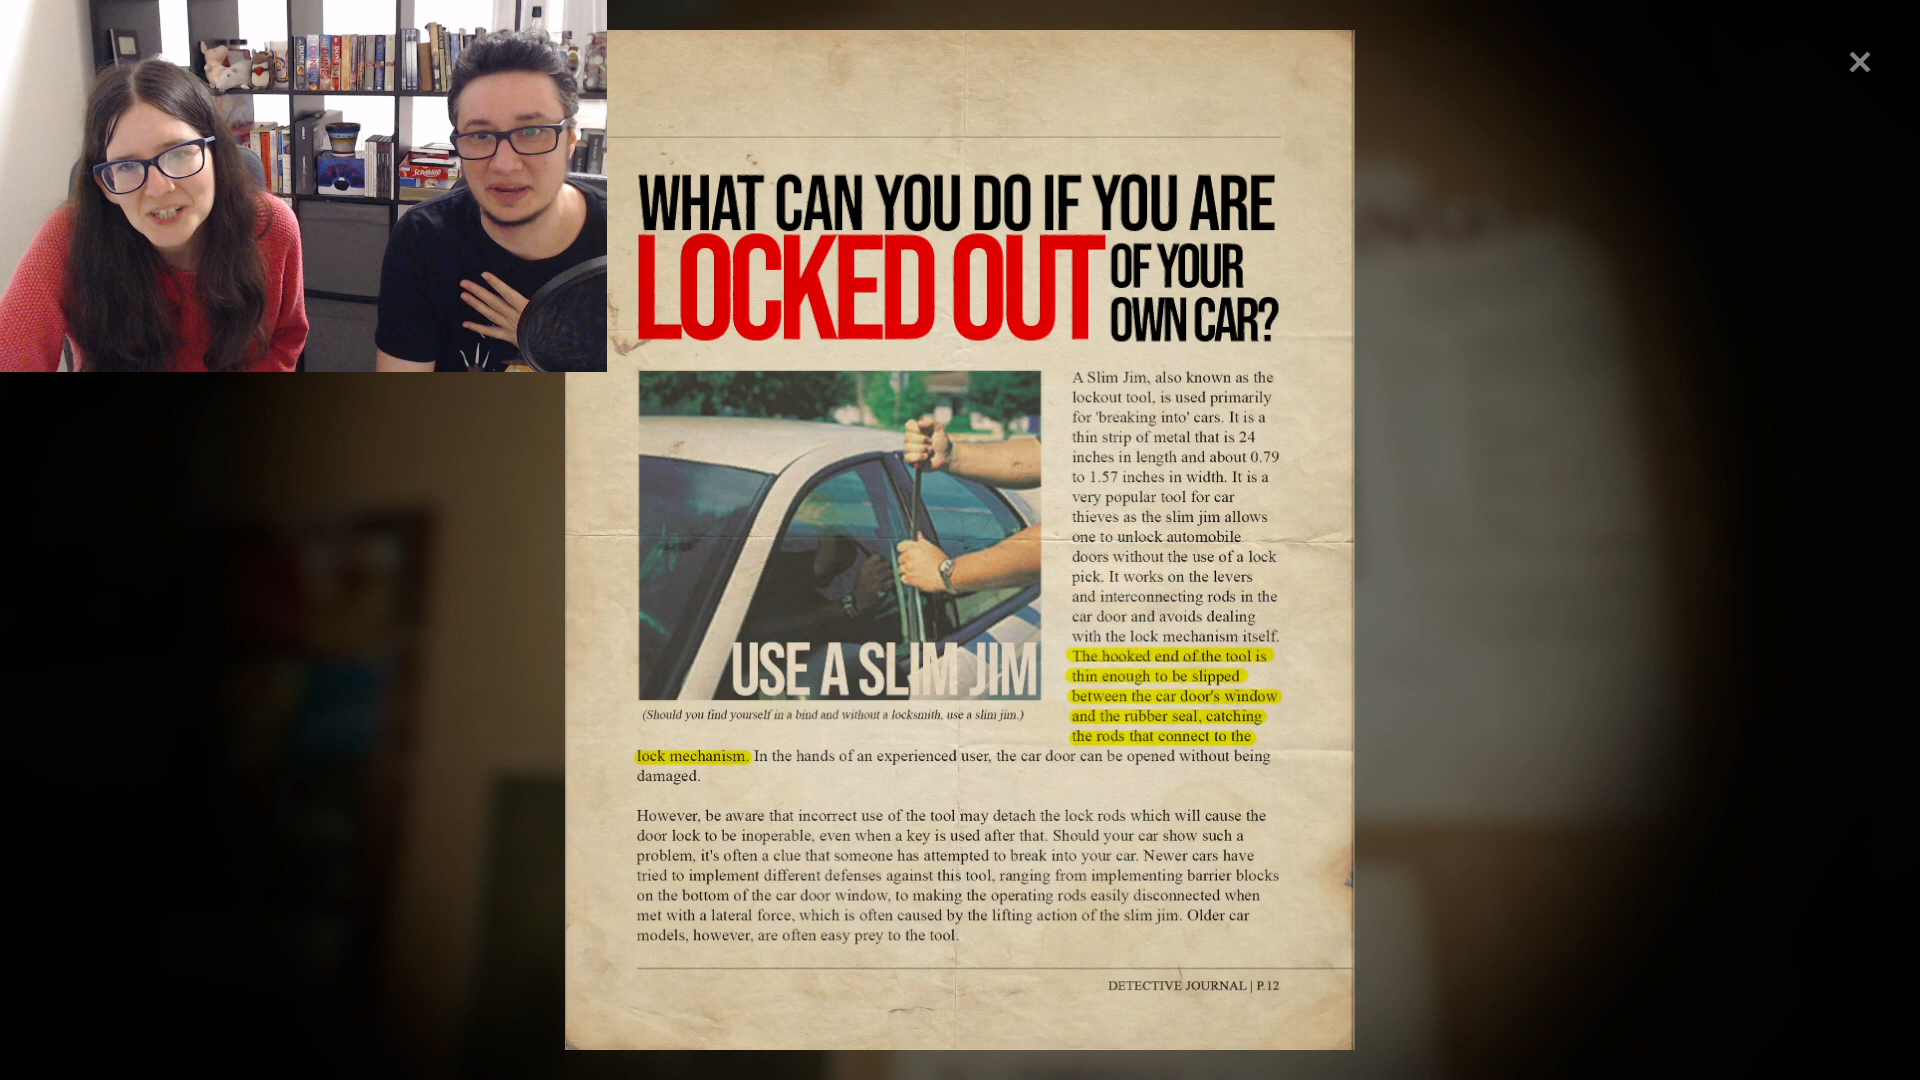 WHAT CAN YOU DO IF YOU ARE
LOCKED OUT
OF YOUR
OWN CAR?
A Slim Jim, also known as the
lockout tool, is used primarily
for 'breaking into' cars. It is a
thin strip of metal that is 24
inches in length and about 0.79
to 1.57 inches in width. It is a
very popular tool for car
thieves as the slim jim allows
one to unlock automobile
doors without the use of a lock
pick. It works on the levers
and interconnecting rods in the
car door and avoids dealing
with the lock mechanism itself.
The hooked end of the tool is
thin enough to be slipped
between the car door's window
and the rubber seal, catching
the rods that connect to the
USE A SLIM JIM
(Should you find yourself in a bind and without a locksmith, use a slim jim.)
lock mechanism. In the hands of an experienced user, the car door can be opened without being
damaged.
However, be aware that incorrect use of the tool may detach the lock rods which will cause the
door lock to be inoperable, even when a key is used after that. Should your car show such a
problem, it's often a clue that someone has attempted to break into your car. Newer cars have
tried to implement different defenses against this tool, ranging from implementing barrier blocks
on the bottom of the car door window, to making the operating rods easily disconnected when
met with a lateral force, which is often caused by the lifting action of the slim jim. Older car
models, however, are often easy prey to the tool.
DETECTIVE JOURNAL | P.12
SCRABBLE
DUNE